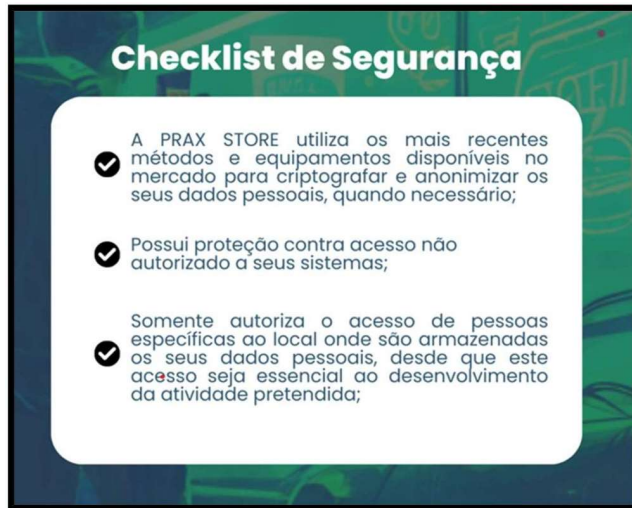 Checklist de Segurança
A PRAX STORE utiliza os mais recentes
métodos e equipamentos disponíveis no
mercado para criptografar e anonimizar os
seus dados pessoais, quando necessário;
Possui proteção contra acesso não
autorizado a seus sistemas;
Somente autoriza o acesso de pessoas
específicas ao local onde são armazenadas
os seus dados pessoais, desde que este
acesso seja essencial ao desenvolvimento
da atividade pretendida;